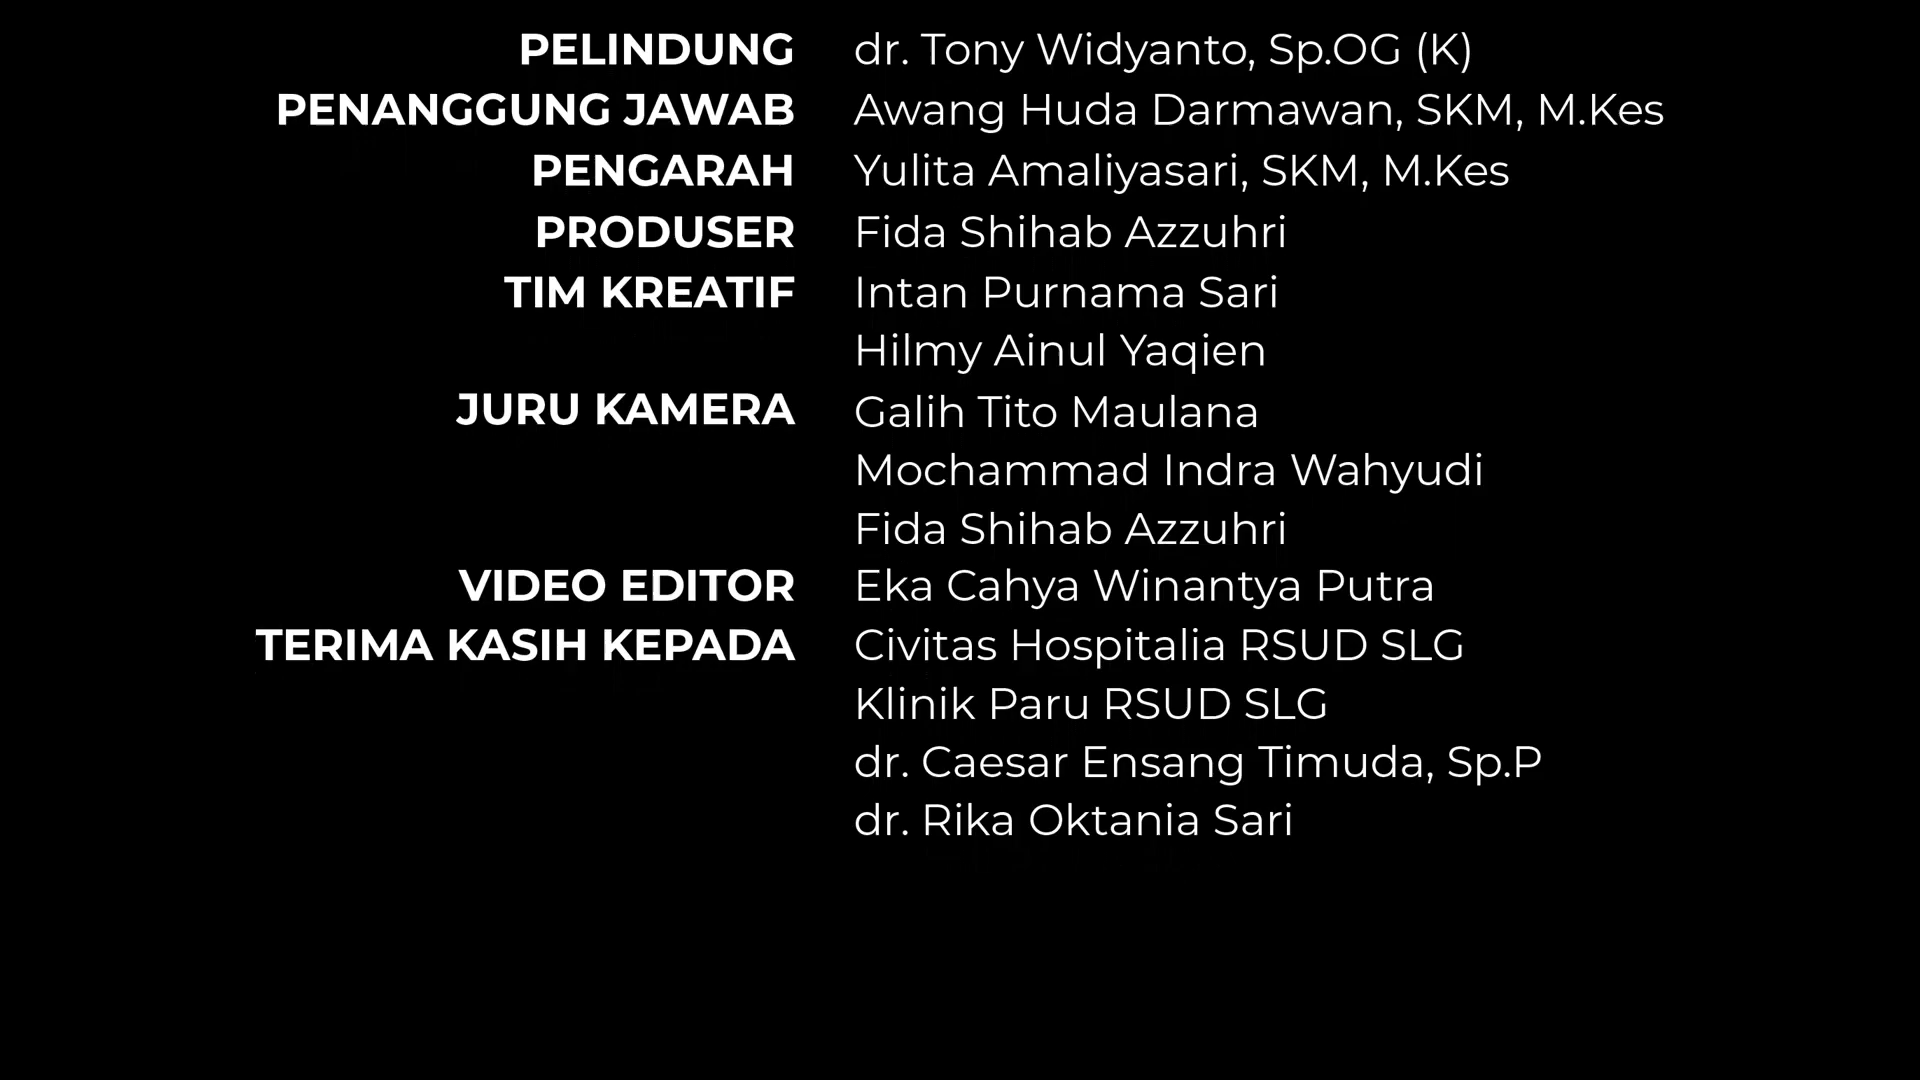 PELINDUNG dr. Tony Widyanto, Sp.OG (K)
PENANGGUNG JAWAB Awang Huda Darmawan, SKM, M.Kes
PENGARAH Yulita Amaliyasari, SKM, M.Kes
PRODUSER Fida Shihab Azzuhri
TIM KREATIF Intan Purnama Sari
Hilmy Ainul Yaqien
JURU KAMERA Galih Tito Maulana
Mochammad Indra Wahyudi
Fida Shihab Azzuhri
VIDEO EDITOR Eka Cahya Winantya Putra
TERIMA KASIH KEPADA Civitas Hospitalia RSUD SLG
Klinik Paru RSUD SLG
dr. Caesar Ensang Timuda, Sp.P
dr. Rika Oktania Sari